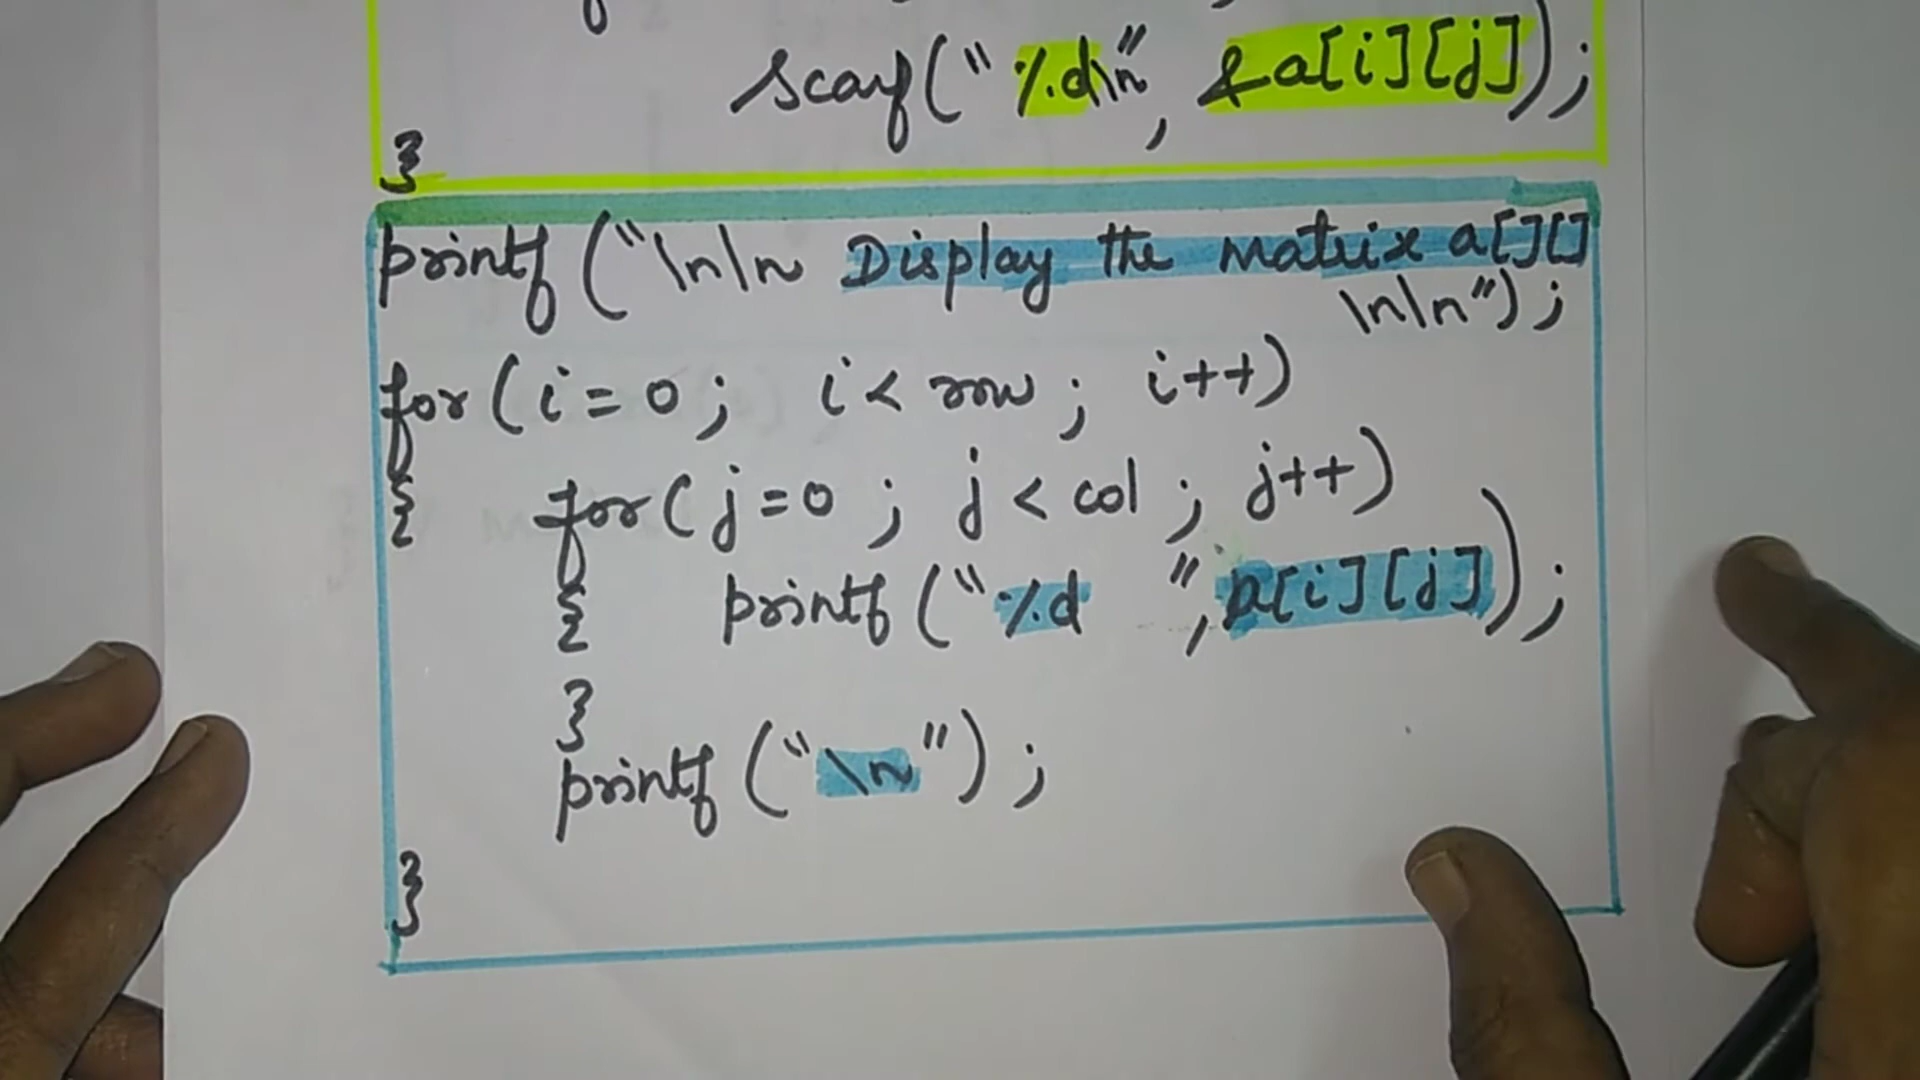 scanf("%d\n", &a[i][j]);
}
printf("\n\n Display the matrix a[][]
\n\n");
for(i=0; i<row; i++)
{ for(j=0; j<col; j++)
{ printf("%d ",a[i][j]);
}
printf("\n");
}